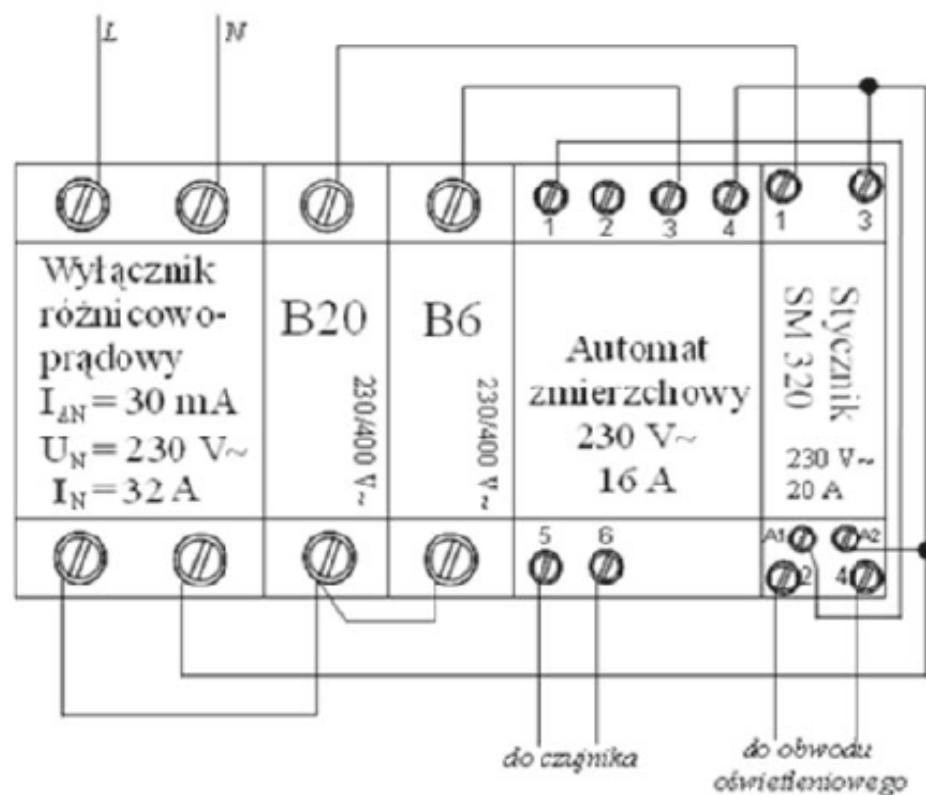 L N
1 2 3 4 1 3
Wyłącznik
różnicowo-
prądowy
I∆N = 30 mA
UN = 230 V~
IN = 32 A
B20
230/400 V~
B6
230/400 V~
Automat
zmierzchowy
230 V~
16 A
Stycznik
SM 320
230 V~
20 A
5 6
A1 A2
2 4
do czujnika
do obwodu
oświetleniowego